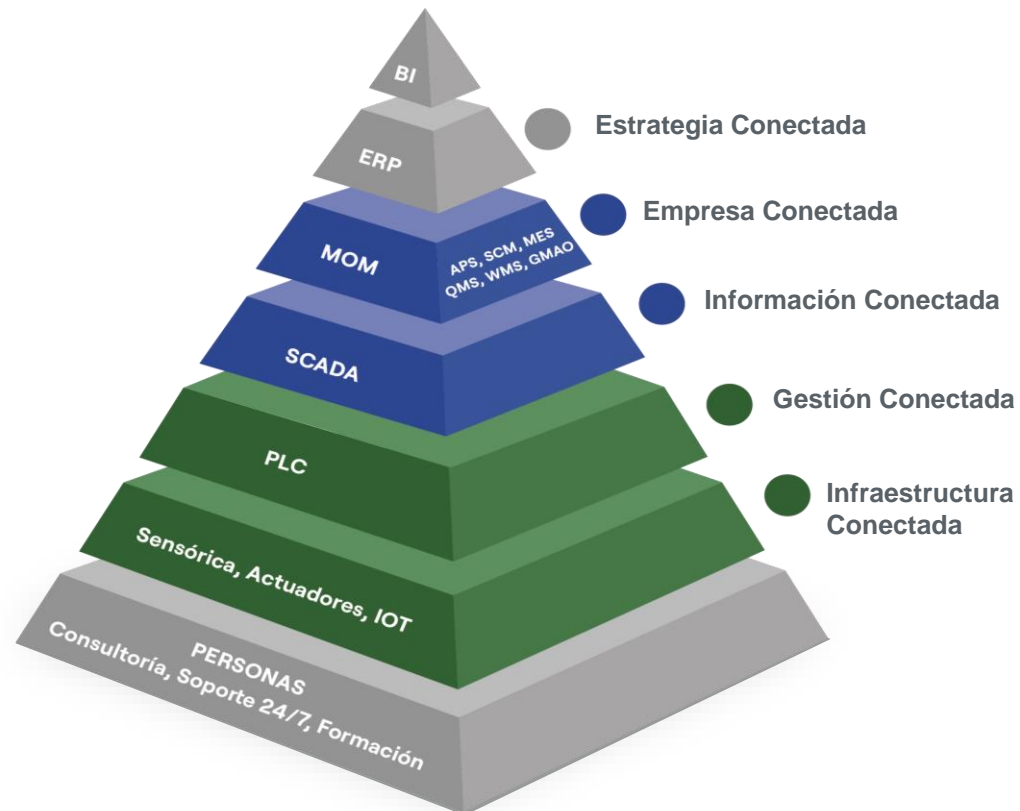 BI
ERP
Estrategia Conectada
MOM
APS, SCM, MES
QMS, WMS, GMAO
Empresa Conectada
SCADA
Información Conectada
PLC
Gestión Conectada
Sensórica, Actuadores, IOT
Infraestructura
Conectada
PERSONAS
Consultoría, Soporte 24/7, Formación